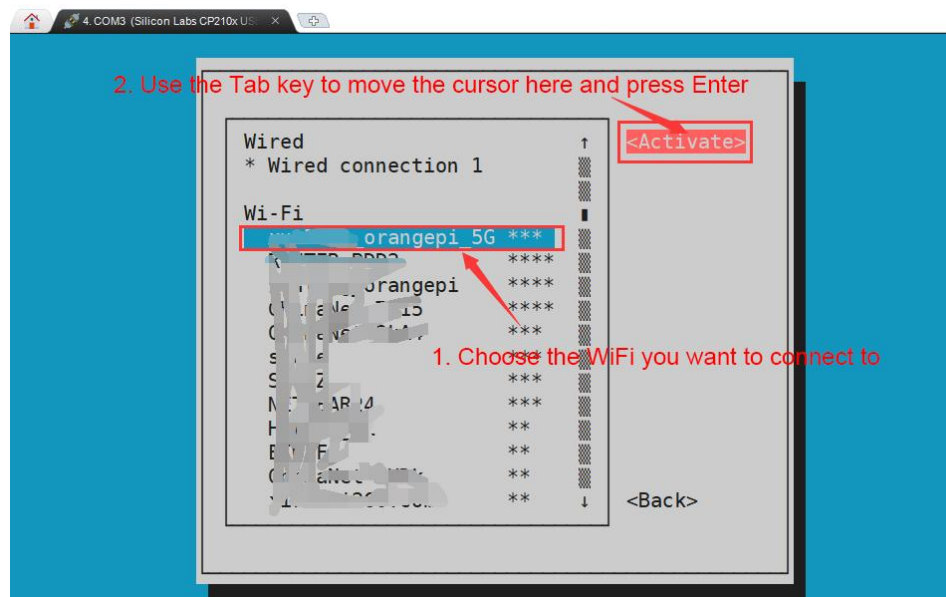 4. COM3 (Silicon Labs CP210x US
2. Use the Tab key to move the cursor here and press Enter
Wired
<Activate>
* Wired connection 1
Wi-Fi
orangepi_5G ***
****
orangepi ****
****
***
1. Choose the WiFi you want to connect to
***
***
**
**
**
** <Back>